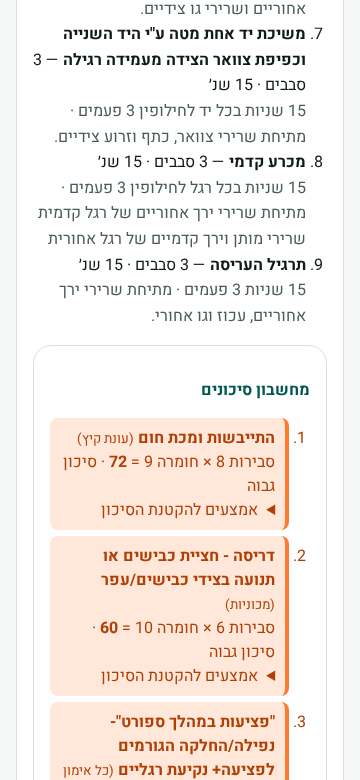 אחוריים ושרירי גו צידיים.
7. משיכת יד אחת מטה ע"י היד השנייה
וכפיפת צוואר הצידה מעמידה רגילה — 3
סבבים · 15 שנ'
15 שניות בכל יד לחילופין 3 פעמים ·
מתיחת שרירי צוואר, כתף וזרוע צידיים.
8. מכרע קדמי — 3 סבבים · 15 שנ'
15 שניות בכל רגל לחילופין 3 פעמים ·
מתיחת שרירי ירך אחוריים של רגל קדמית
שרירי מותן וירך קדמיים של רגל אחורית
9. תרגיל העריסה — 3 סבבים · 15 שנ'
15 שניות 3 פעמים · מתיחת שרירי ירך
אחוריים, עכוז וגו אחורי.
מחשבון סיכונים
1. התייבשות ומכת חום (עונת קיץ)
סבירות 8 × חומרה 9 = 72 · סיכון
גבוה
◀ אמצעים להקטנת הסיכון
2. דריסה - חציית כבישים או
תנועה בצידי כבישים/עפר
(מכוניות)
סבירות 6 × חומרה 10 = 60 ·
סיכון גבוה
◀ אמצעים להקטנת הסיכון
3. "פציעות במהלך ספורט"-
נפילה/החלקה הגורמים
לפציעה+ נקיעת רגליים (כל אימון